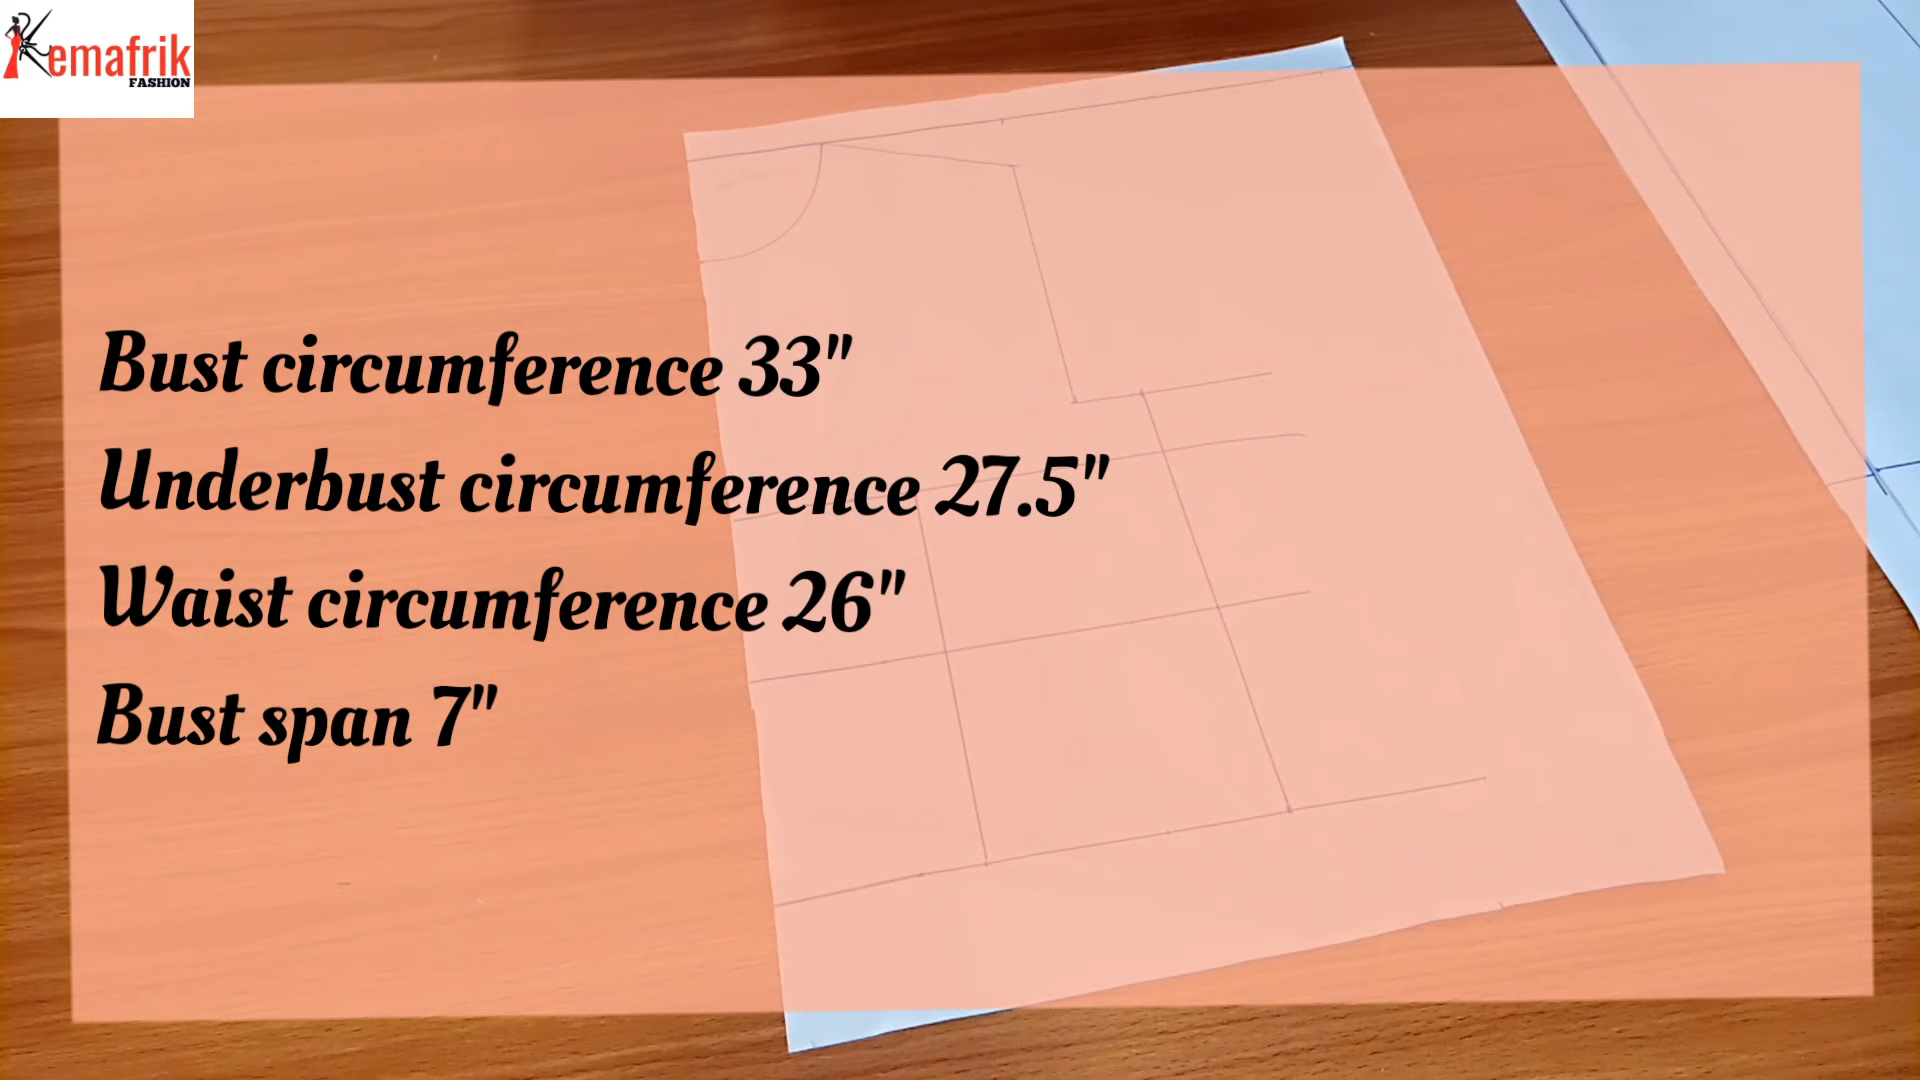 Kemafrik
FASHION
Bust circumference 33"
Underbust circumference 27.5"
Waist circumference 26"
Bust span 7"